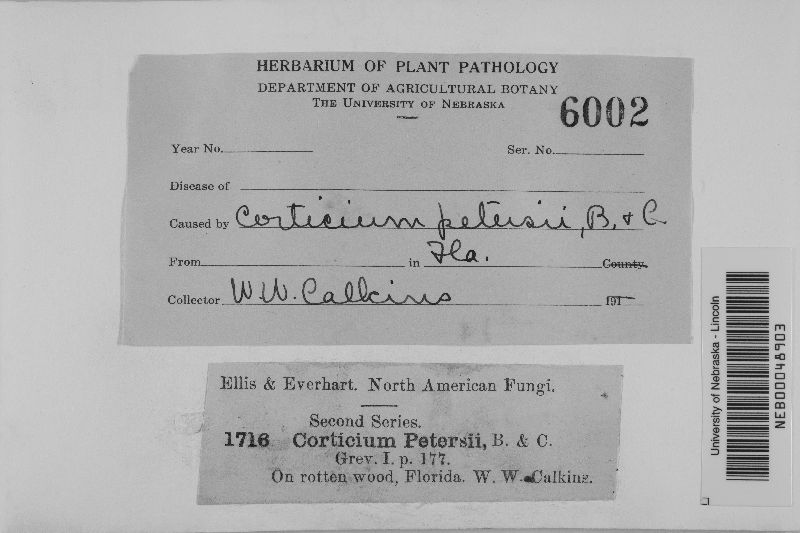 HERBARIUM OF PLANT PATHOLOGY
DEPARTMENT OF AGRICULTURAL BOTANY
THE UNIVERSITY OF NEBRASKA
6002
Year No. Ser. No.
Disease of
Caused by Corticium petersii, B. & C
From in Fla. County.
Collector W.W. Calkins 191
Ellis & Everhart. North American Fungi.
Second Series.
1716 Corticium Petersii, B. & C.
Grev. I. p. 177.
On rotten wood, Florida. W. W. Calkins.
University of Nebraska - Lincoln
NEB00048903